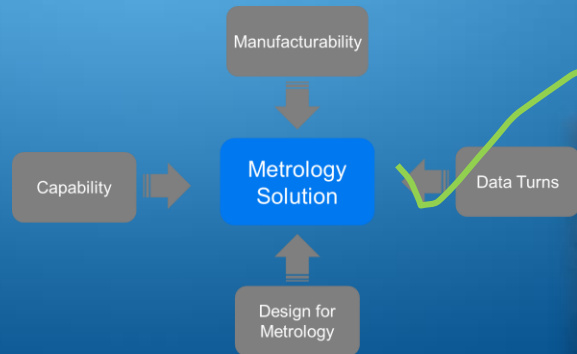 Manufacturability
Capability
Metrology
Solution
Data Turns
Design for
Metrology